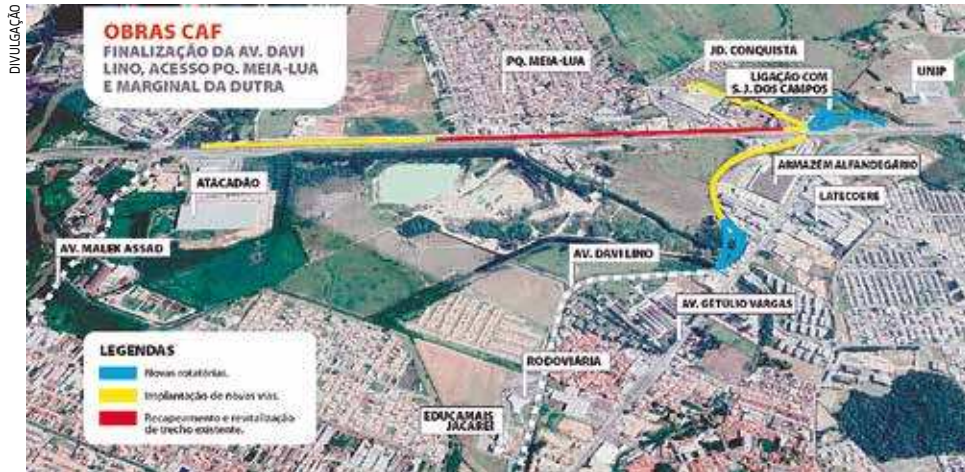 DIVULGAÇÃO
OBRAS CAF
FINALIZAÇÃO DA AV. DAVI
LINO, ACESSO PQ. MEIA-LUA
E MARGINAL DA DUTRA
PQ. MEIA-LUA
JD. CONQUISTA
LIGAÇÃO COM
S. J. DOS CAMPOS
UNIP
ATACADÃO
ARMAZÉM ALFANDEGÁRIO
LATECOERE
AV. MALEK ASSAD
AV. DAVI LINO
AV. GETÚLIO VARGAS
RODOVIÁRIA
EDUCAMAIS
JACAREÍ
LEGENDAS
Novas rotatórias.
Implantação de novas vias.
Recapeamento e revitalização
de trecho existente.